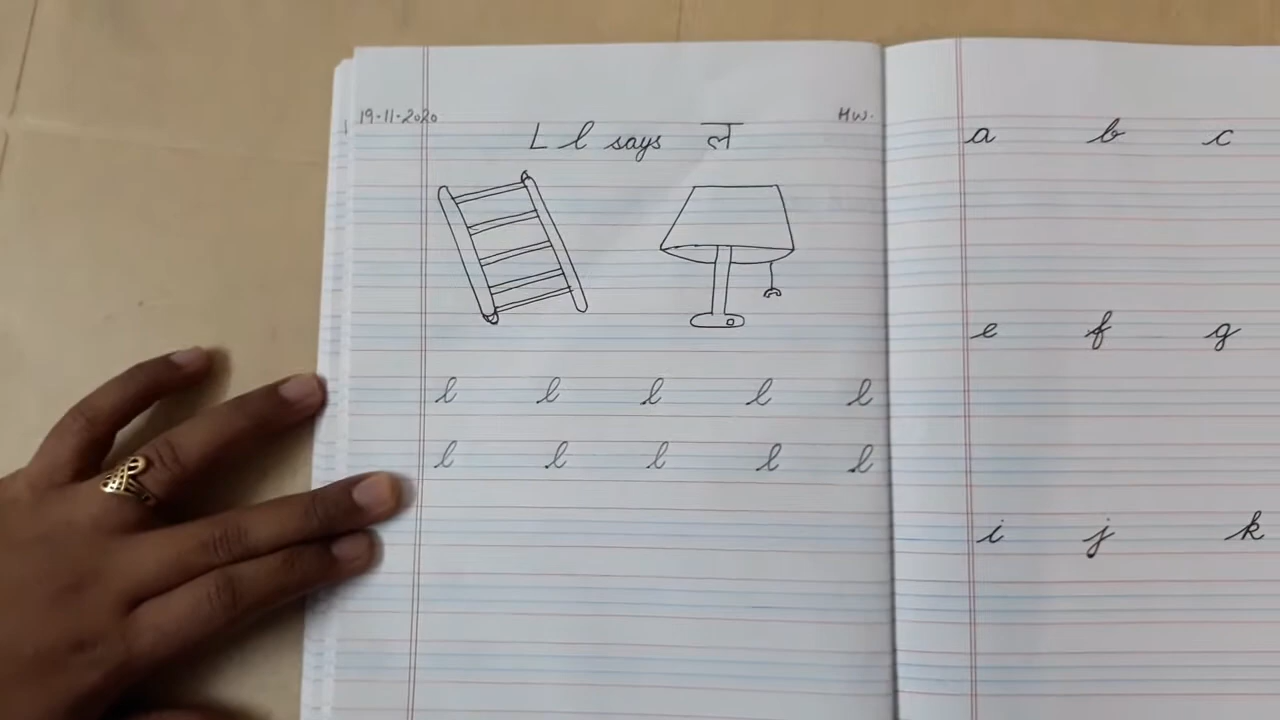 19-11-2020 HW.
L l says ल
l l l l l
l l l l l
a b c
e f g
i j k